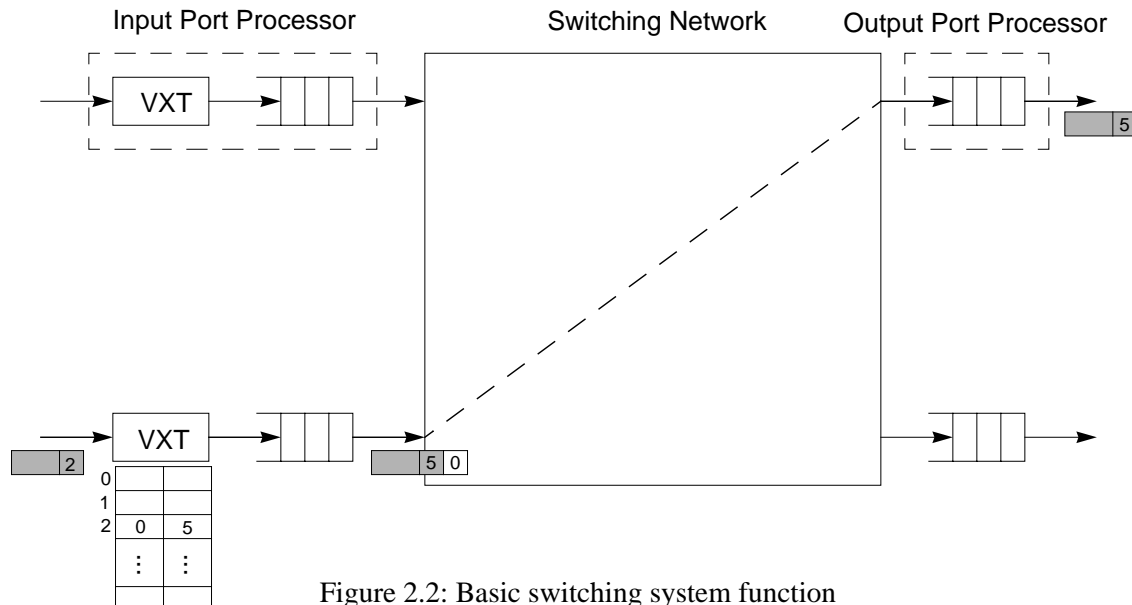 Input Port Processor
Switching Network
Output Port Processor
VXT
5
VXT
2
5 0
0
1
2 0 5
⋮ ⋮
Figure 2.2: Basic switching system function